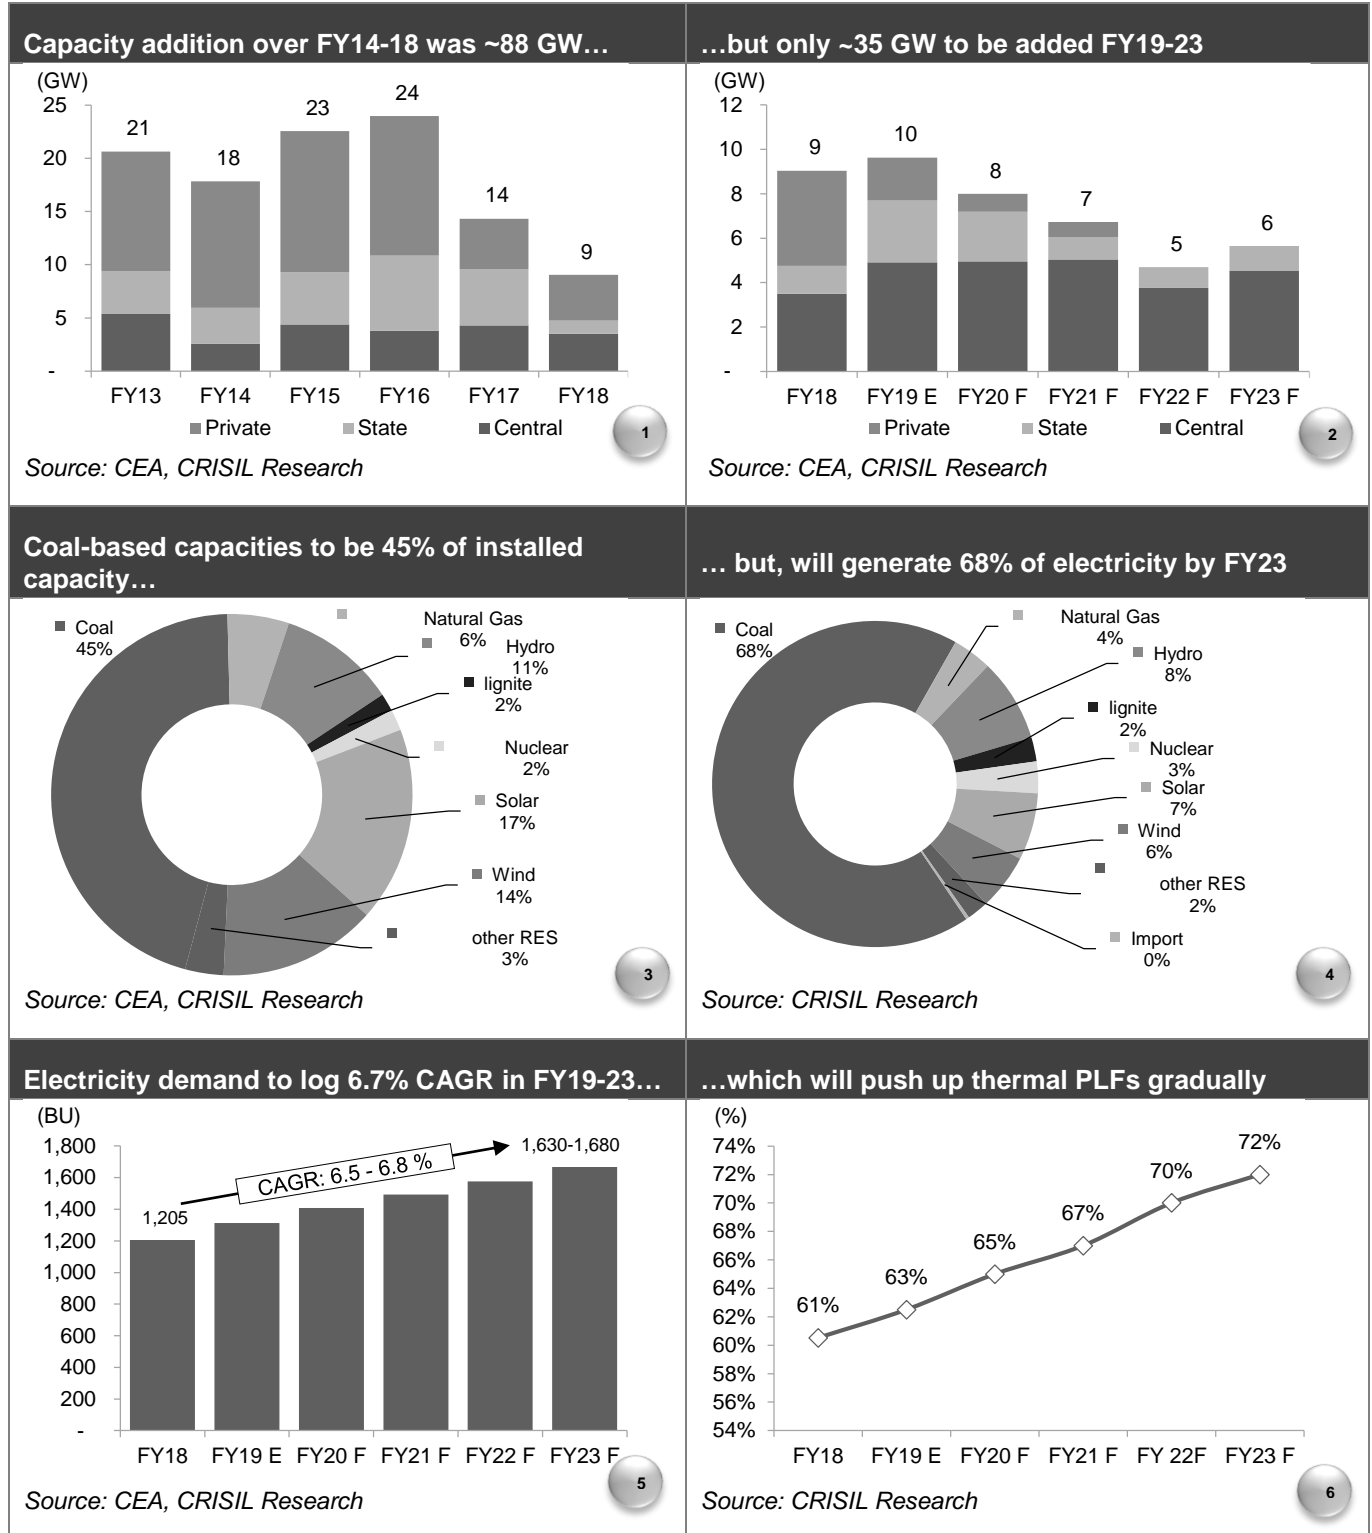 Capacity addition over FY14-18 was ~88 GW…
(GW)
25
20
15
10
5
-
21
18
23
24
14
9
FY13 FY14 FY15 FY16 FY17 FY18
Private State Central
1
Source: CEA, CRISIL Research
…but only ~35 GW to be added FY19-23
(GW)
12
10
8
6
4
2
-
9
10
8
7
5
6
FY18 FY19 E FY20 F FY21 F FY22 F FY23 F
Private State Central
2
Source: CEA, CRISIL Research
Coal-based capacities to be 45% of installed
capacity…
Coal
45%
Natural Gas
6%
Hydro
11%
lignite
2%
Nuclear
2%
Solar
17%
Wind
14%
other RES
3%
3
Source: CEA, CRISIL Research
… but, will generate 68% of electricity by FY23
Coal
68%
Natural Gas
4%
Hydro
8%
lignite
2%
Nuclear
3%
Solar
7%
Wind
6%
other RES
2%
Import
0%
4
Source: CRISIL Research
Electricity demand to log 6.7% CAGR in FY19-23…
(BU)
1,800
1,600
1,400
1,200
1,000
800
600
400
200
-
1,205
CAGR: 6.5 - 6.8 %
1,630-1,680
FY18 FY19 E FY20 F FY21 F FY22 F FY23 F
5
Source: CEA, CRISIL Research
…which will push up thermal PLFs gradually
(%)
74%
72%
70%
68%
66%
64%
62%
60%
58%
56%
54%
61%
63%
65%
67%
70%
72%
FY18 FY19 E FY20 F FY21 F FY 22F FY23 F
6
Source: CRISIL Research